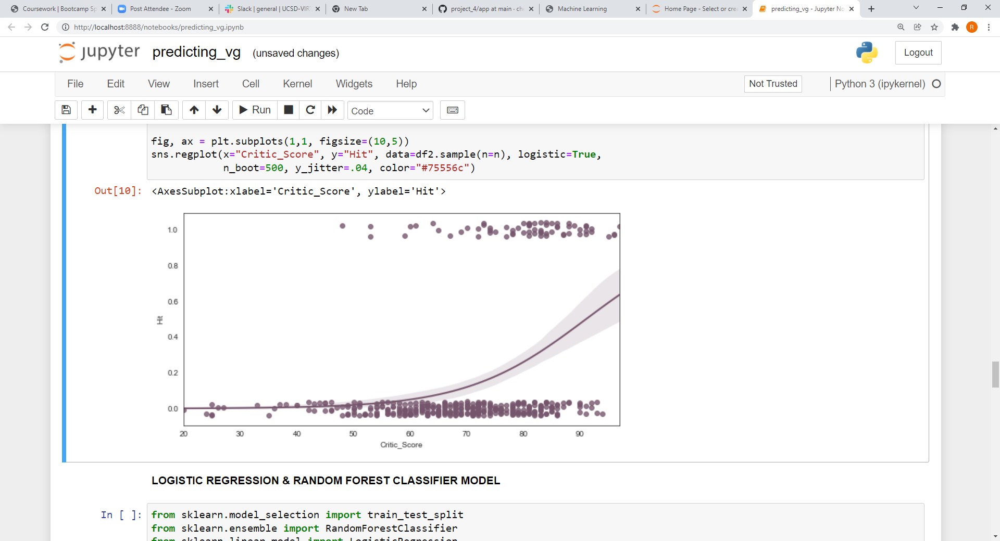 Coursework | Bootcamp Sp
Post Attendee - Zoom
Slack | general | UCSD-VIR
New Tab
project_4/app at main · ch
Machine Learning
Home Page - Select or crea
predicting_vg - Jupyter No
http://localhost:8888/notebooks/predicting_vg.ipynb
R
jupyter predicting_vg (unsaved changes)
Logout
File Edit View Insert Cell Kernel Widgets Help
Not Trusted
Python 3 (ipykernel)
Run
Code
fig, ax = plt.subplots(1,1, figsize=(10,5))
sns.regplot(x="Critic_Score", y="Hit", data=df2.sample(n=n), logistic=True,
n_boot=500, y_jitter=.04, color="#75556c")
Out[10]: <AxesSubplot:xlabel='Critic_Score', ylabel='Hit'>
1.0
0.8
0.6
0.4
0.2
0.0
Hit
20 30 40 50 60 70 80 90
Critic_Score
LOGISTIC REGRESSION & RANDOM FOREST CLASSIFIER MODEL
In [ ]: from sklearn.model_selection import train_test_split
from sklearn.ensemble import RandomForestClassifier
from sklearn.linear_model import LogisticRegression